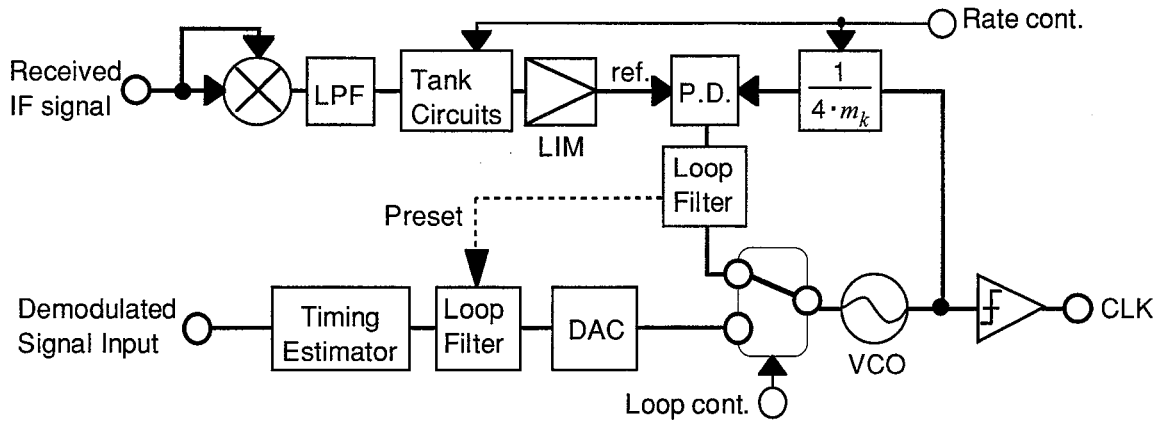 Rate cont.
Received
IF signal
LPF
Tank
Circuits
LIM
ref.
P.D.
1
4·mk
Loop
Filter
Preset
Demodulated
Signal Input
Timing
Estimator
Loop
Filter
DAC
VCO
CLK
Loop cont.